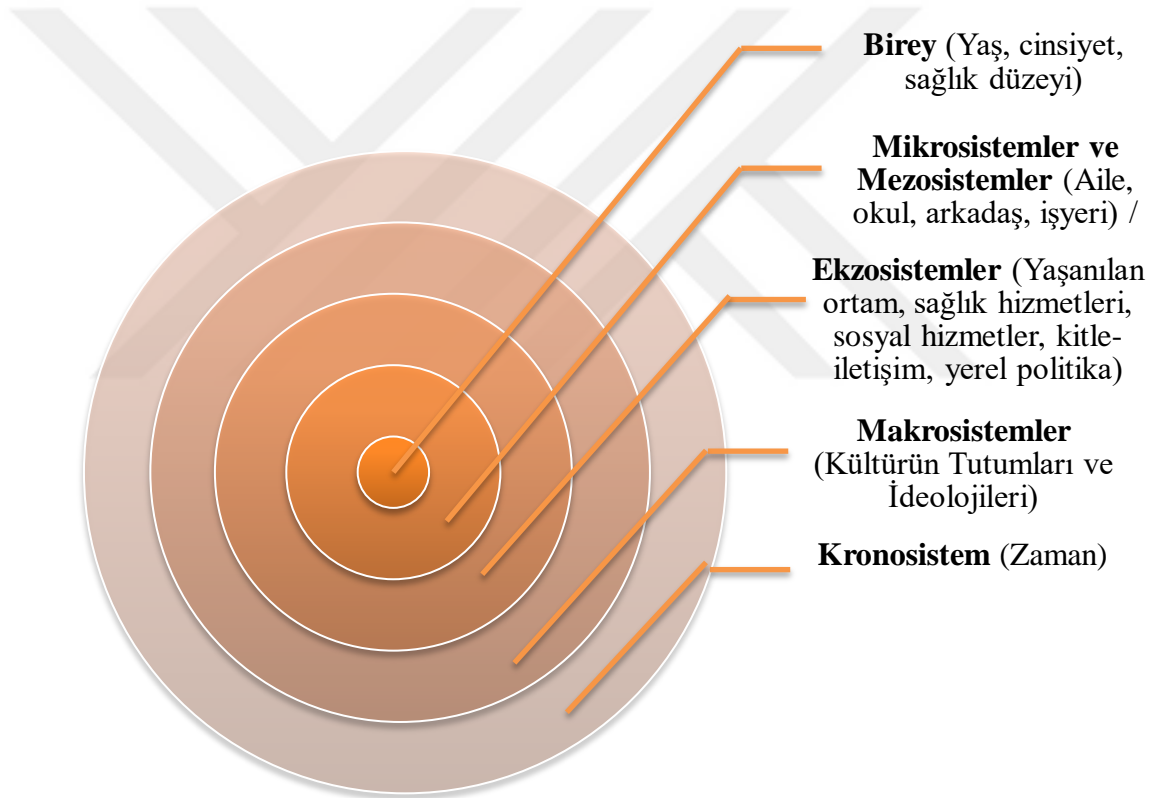 Birey (Yaş, cinsiyet,
sağlık düzeyi)
Mikrosistemler ve
Mezosistemler (Aile,
okul, arkadaş, işyeri) /
Ekzosistemler (Yaşanılan
ortam, sağlık hizmetleri,
sosyal hizmetler, kitle-
iletişim, yerel politika)
Makrosistemler
(Kültürün Tutumları ve
İdeolojileri)
Kronosistem (Zaman)